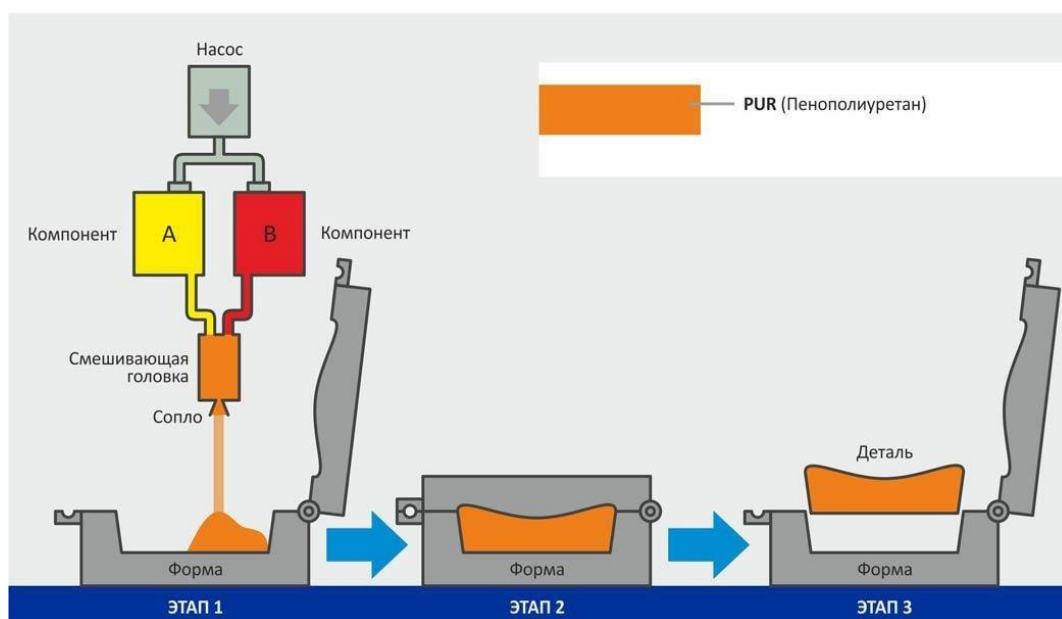 Насос
PUR (Пенополиуретан)
Компонент
A
B
Компонент
Смешивающая
головка
Сопло
Деталь
Форма
Форма
Форма
ЭТАП 1
ЭТАП 2
ЭТАП 3